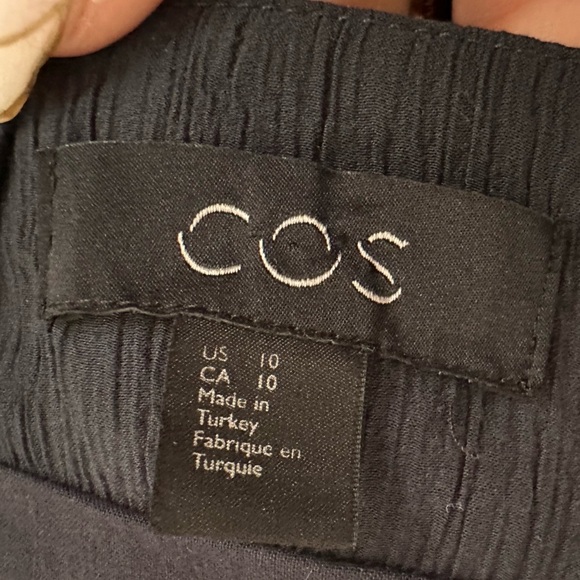 COS
US 10
CA 10
Made in
Turkey
Fabrique en
Turquie